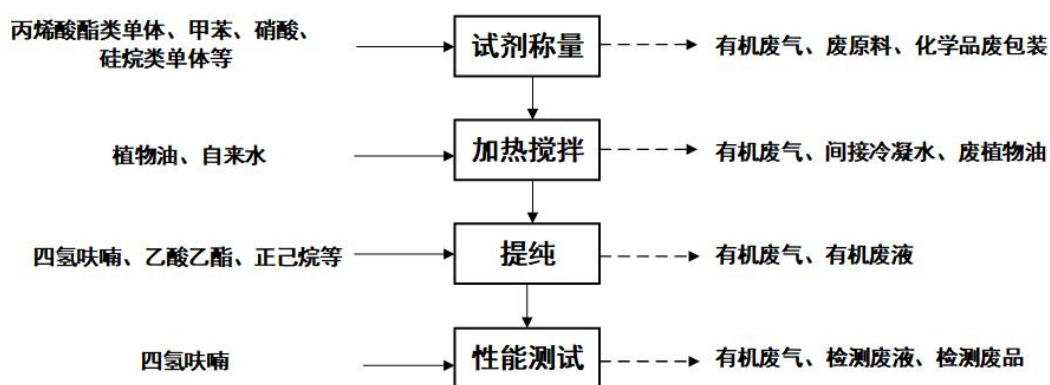 丙烯酸酯类单体、甲苯、硝酸、
硅烷类单体等
试剂称量
有机废气、废原料、化学品废包装
植物油、自来水
加热搅拌
有机废气、间接冷凝水、废植物油
四氢呋喃、乙酸乙酯、正己烷等
提纯
有机废气、有机废液
四氢呋喃
性能测试
有机废气、检测废液、检测废品